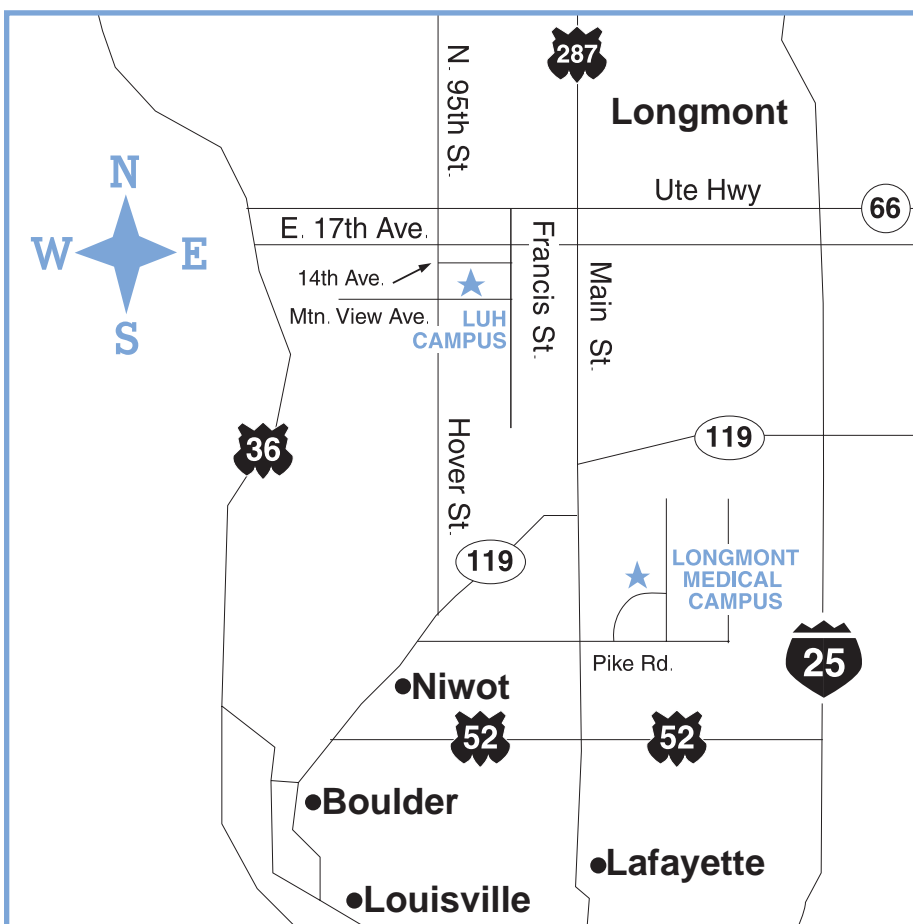 287
N. 95th St.
Longmont
N
Ute Hwy
66
E. 17th Ave.
W
E
Francis St.
Main St.
14th Ave.
Mtn. View Ave.
LUH
CAMPUS
S
36
Hover St.
119
119
LONGMONT
MEDICAL
CAMPUS
Pike Rd.
25
Niwot
52
52
Boulder
Lafayette
Louisville